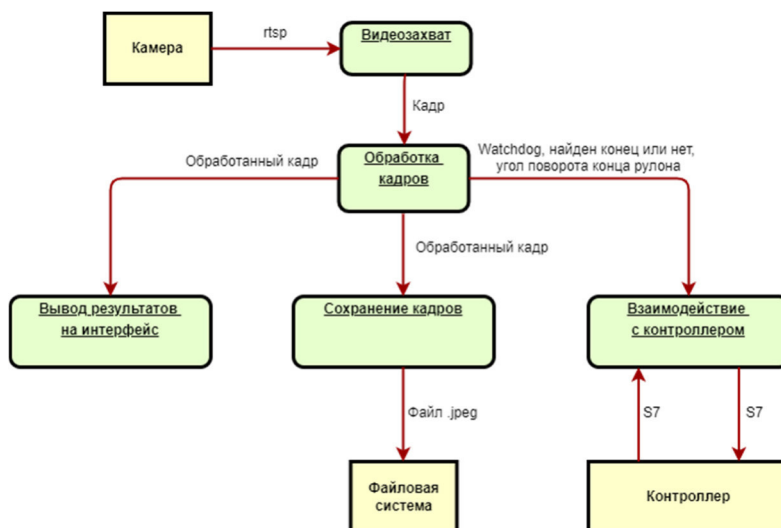 Камера
rtsp
Видеозахват
Кадр
Обработанный кадр
Обработка
кадров
Watchdog, найден конец или нет,
угол поворота конца рулона
Обработанный кадр
Вывод результатов
на интерфейс
Сохранение кадров
Взаимодействие
с контроллером
Файл .jpeg
S7
S7
Файловая
система
Контроллер